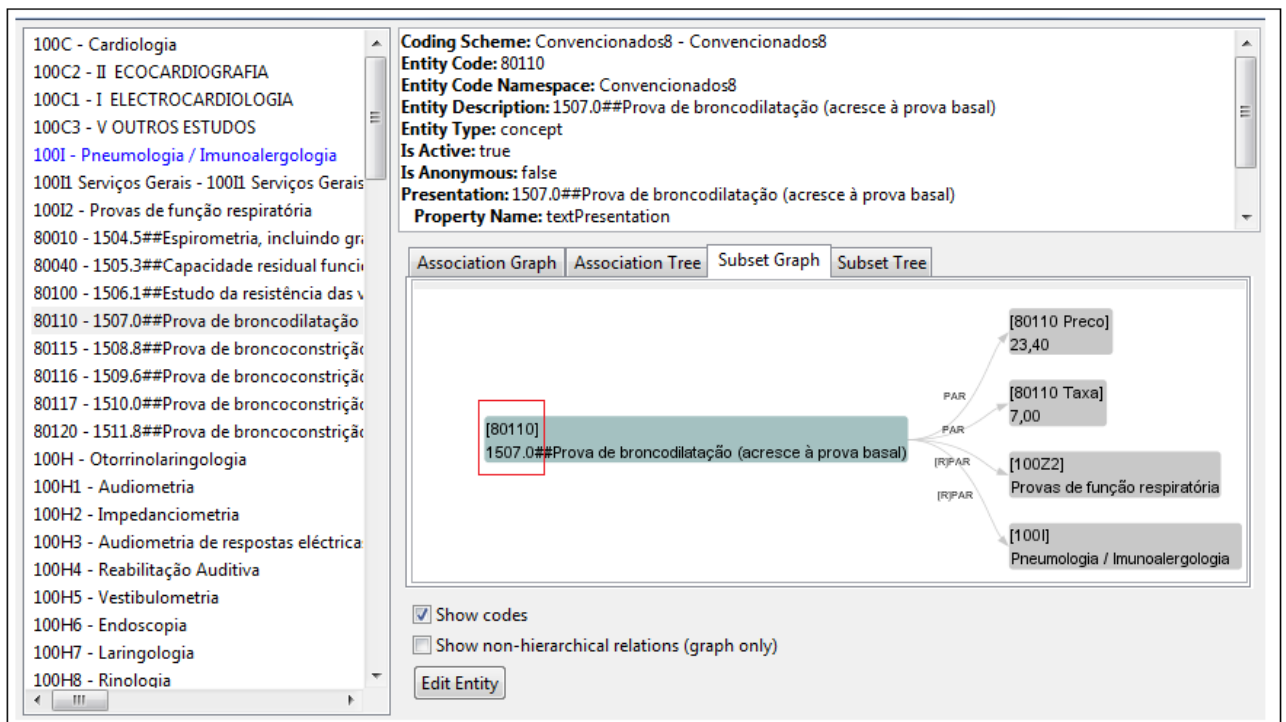 100C - Cardiologia
100C2 - II ECOCARDIOGRAFIA
100C1 - I ELECTROCARDIOLOGIA
100C3 - V OUTROS ESTUDOS
100I - Pneumologia / Imunoalergologia
100I1 Serviços Gerais - 100I1 Serviços Gerais
100I2 - Provas de função respiratória
80010 - 1504.5##Espirometria, incluindo gra
80040 - 1505.3##Capacidade residual funci
80100 - 1506.1##Estudo da resistência das v
80110 - 1507.0##Prova de broncodilatação
80115 - 1508.8##Prova de broncoconstriçã
80116 - 1509.6##Prova de broncoconstriçã
80117 - 1510.0##Prova de broncoconstriçã
80120 - 1511.8##Prova de broncoconstriçã
100H - Otorrinolaringologia
100H1 - Audiometria
100H2 - Impedanciometria
100H3 - Audiometria de respostas eléctrica
100H4 - Reabilitação Auditiva
100H5 - Vestibulometria
100H6 - Endoscopia
100H7 - Laringologia
100H8 - Rinologia
Coding Scheme: Convencionados8 - Convencionados8
Entity Code: 80110
Entity Code Namespace: Convencionados8
Entity Description: 1507.0##Prova de broncodilatação (acresce à prova basal)
Entity Type: concept
Is Active: true
Is Anonymous: false
Presentation: 1507.0##Prova de broncodilatação (acresce à prova basal)
Property Name: textPresentation
Association Graph Association Tree Subset Graph Subset Tree
[80110]
1507.0##Prova de broncodilatação (acresce à prova basal)
PAR
PAR
[R]PAR
[R]PAR
[80110 Preco]
23,40
[80110 Taxa]
7,00
[100Z2]
Provas de função respiratória
[100I]
Pneumologia / Imunoalergologia
Show codes
Show non-hierarchical relations (graph only)
Edit Entity